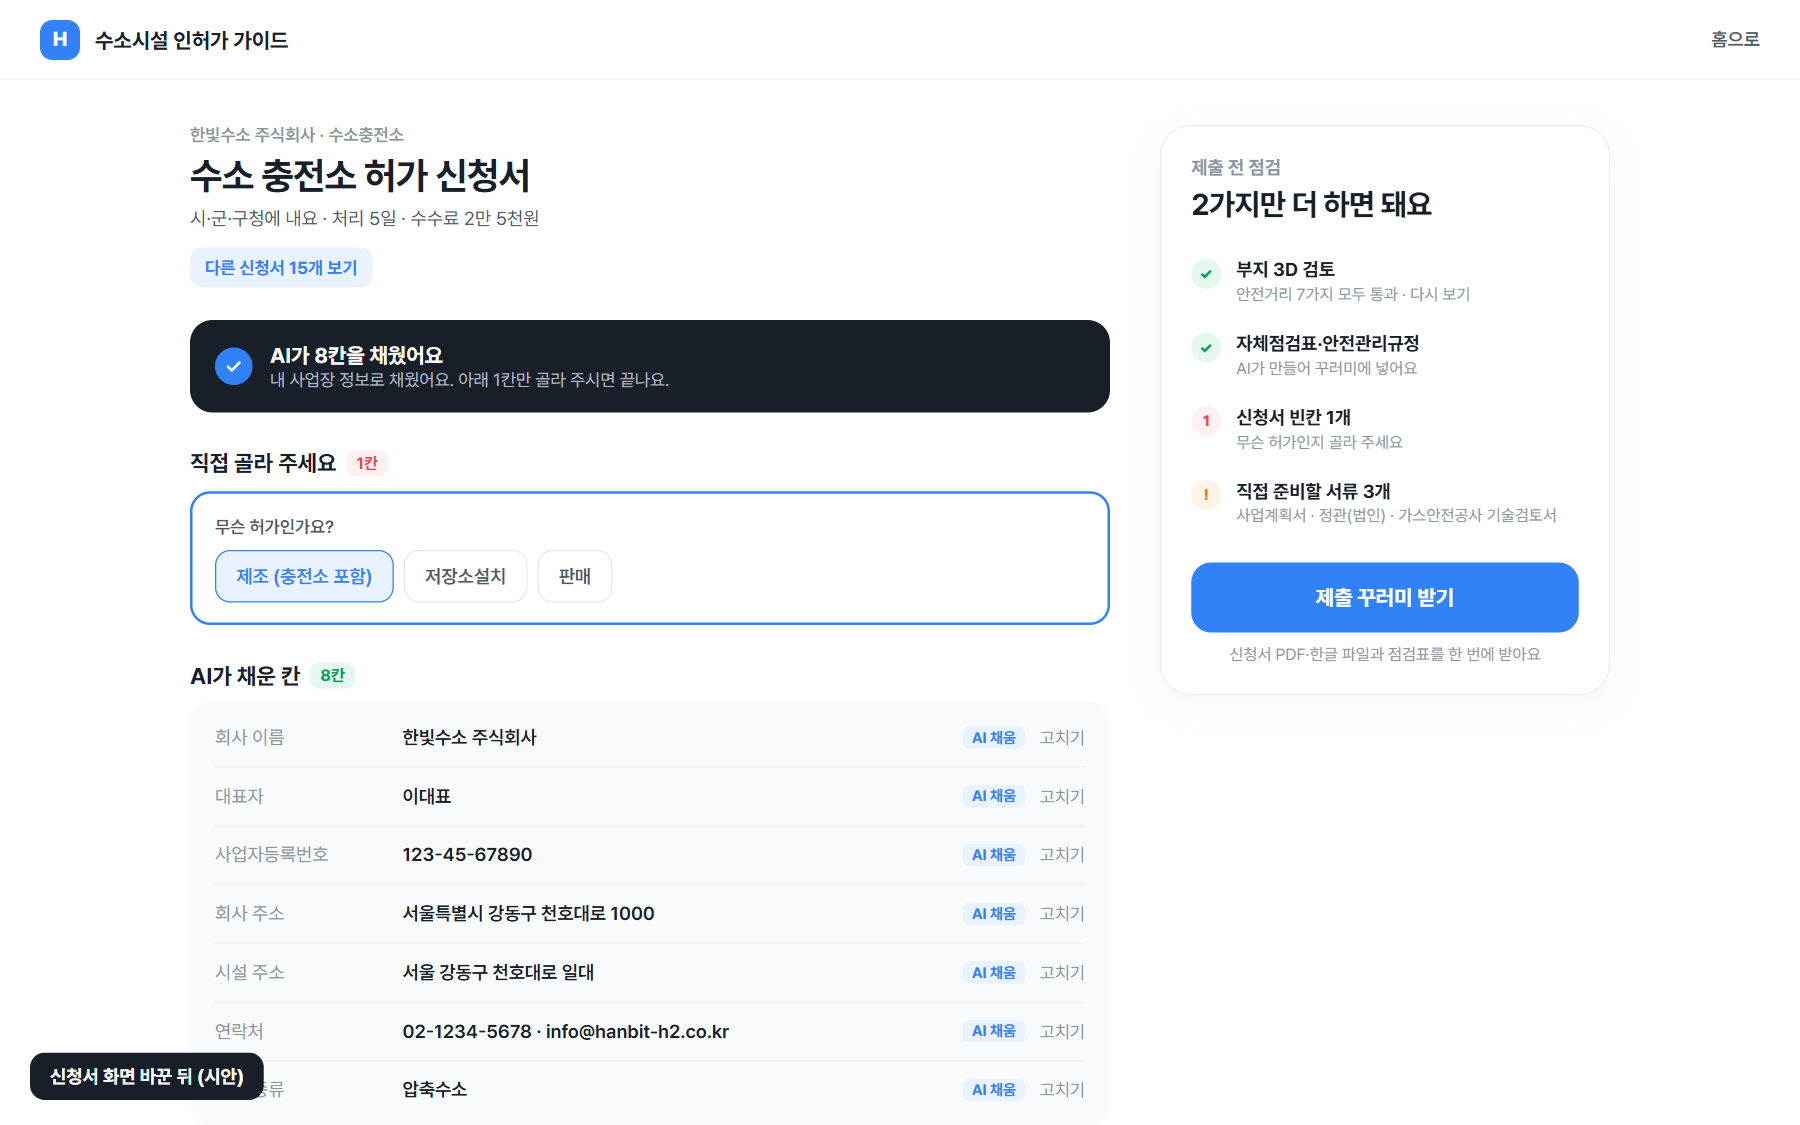 H 수소시설 인허가 가이드
홈으로
한빛수소 주식회사 · 수소충전소
수소 충전소 허가 신청서
시·군·구청에 내요 · 처리 5일 · 수수료 2만 5천원
다른 신청서 15개 보기
AI가 8칸을 채웠어요
내 사업장 정보로 채웠어요. 아래 1칸만 골라 주시면 끝나요.
직접 골라 주세요 1칸
무슨 허가인가요?
제조 (충전소 포함) 저장소설치 판매
AI가 채운 칸 8칸
회사 이름 한빛수소 주식회사 AI 채움 고치기
대표자 이대표 AI 채움 고치기
사업자등록번호 123-45-67890 AI 채움 고치기
회사 주소 서울특별시 강동구 천호대로 1000 AI 채움 고치기
시설 주소 서울 강동구 천호대로 일대 AI 채움 고치기
연락처 02-1234-5678 · info@hanbit-h2.co.kr AI 채움 고치기
압축수소 AI 채움 고치기
신청서 화면 바꾼 뒤 (시안)
제출 전 점검
2가지만 더 하면 돼요
부지 3D 검토
안전거리 7가지 모두 통과 · 다시 보기
자체점검표·안전관리규정
AI가 만들어 꾸러미에 넣어요
1 신청서 빈칸 1개
무슨 허가인지 골라 주세요
! 직접 준비할 서류 3개
사업계획서 · 정관(법인) · 가스안전공사 기술검토서
제출 꾸러미 받기
신청서 PDF·한글 파일과 점검표를 한 번에 받아요